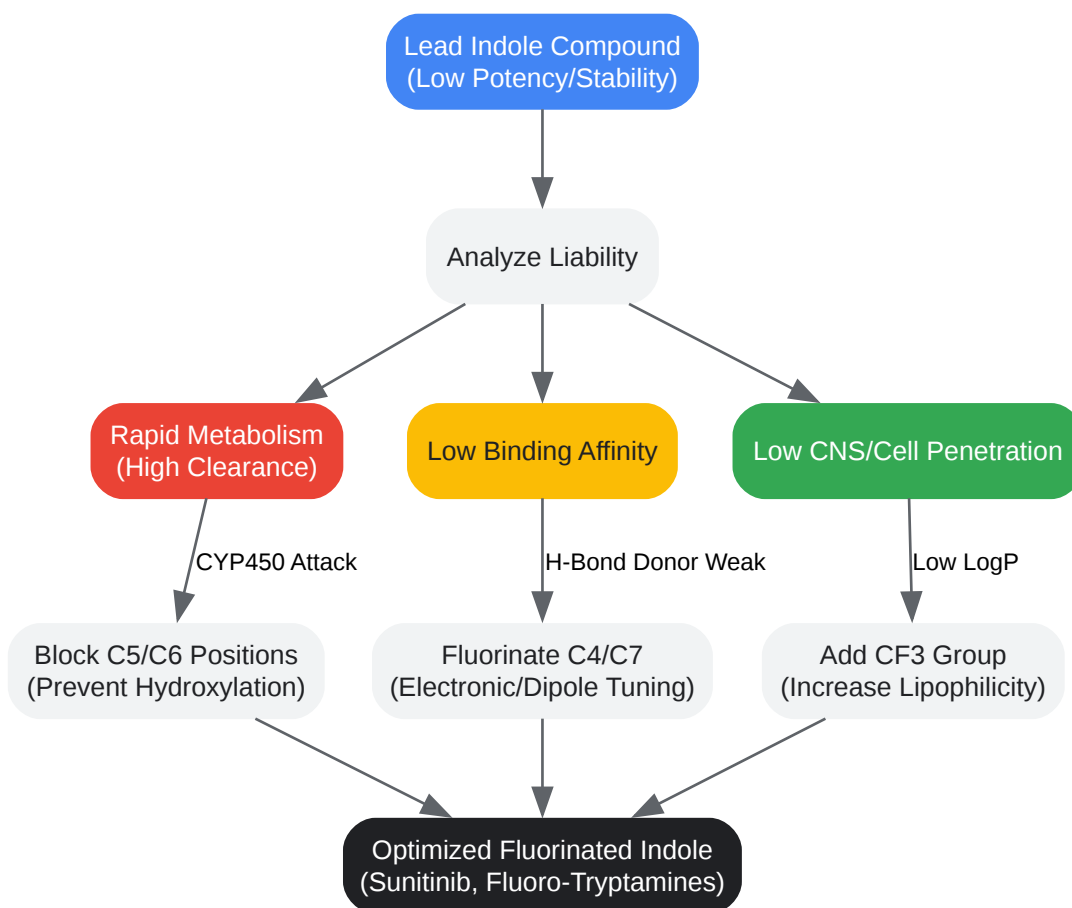 Lead Indole Compound
(Low Potency/Stability)
Analyze Liability
Rapid Metabolism
(High Clearance)
Low Binding Affinity
Low CNS/Cell Penetration
CYP450 Attack
H-Bond Donor Weak
Low LogP
Block C5/C6 Positions
(Prevent Hydroxylation)
Fluorinate C4/C7
(Electronic/Dipole Tuning)
Add CF3 Group
(Increase Lipophilicity)
Optimized Fluorinated Indole
(Sunitinib, Fluoro-Tryptamines)